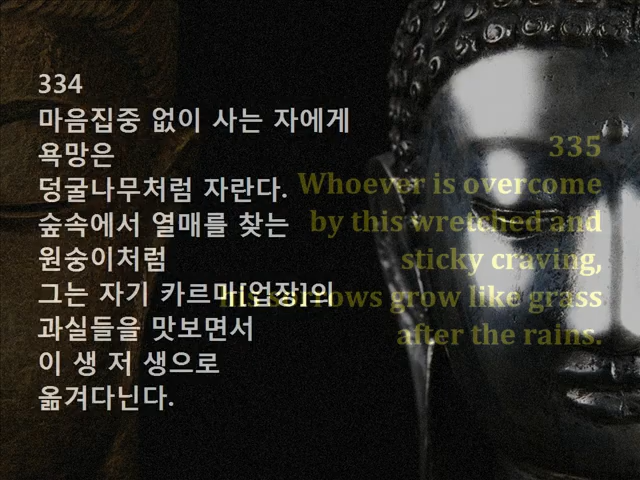 334
마음집중 없이 사는 자에게
욕망은
덩굴나무처럼 자란다.
숲속에서 열매를 찾는
원숭이처럼
그는 자기 카르마[업장]의
과실들을 맛보면서
이 생 저 생으로
옮겨다닌다.
335
Whoever is overcome
by this wretched and
sticky craving,
his sorrows grow like grass
after the rains.